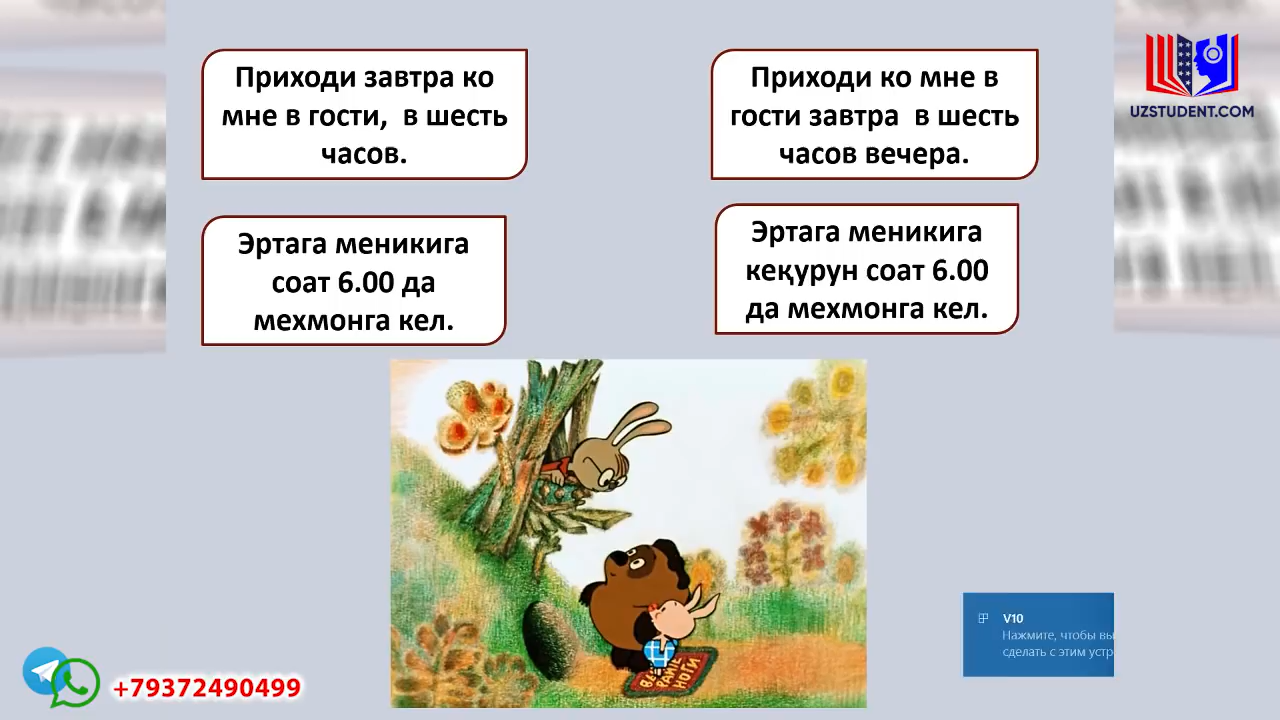 Приходи завтра ко
мне в гости, в шесть
часов.
Приходи ко мне в
гости завтра в шесть
часов вечера.
UZSTUDENT.COM
Эртага меникига
соат 6.00 да
мехмонга кел.
Эртага меникига
кеқурун соат 6.00
да мехмонга кел.
V10
Нажмите, чтобы вы
сделать с этим устр
НОГИ
+79372490499